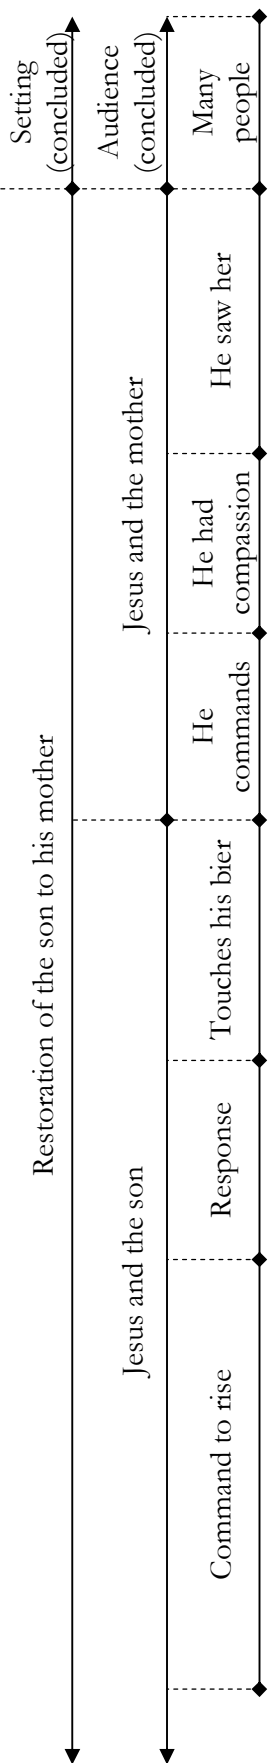 Setting
(concluded)
Audience
(concluded)
Many
people
Restoration of the son to his mother
Jesus and the mother
He saw her
He had
compassion
He
commands
Jesus and the son
Touches his bier
Response
Command to rise